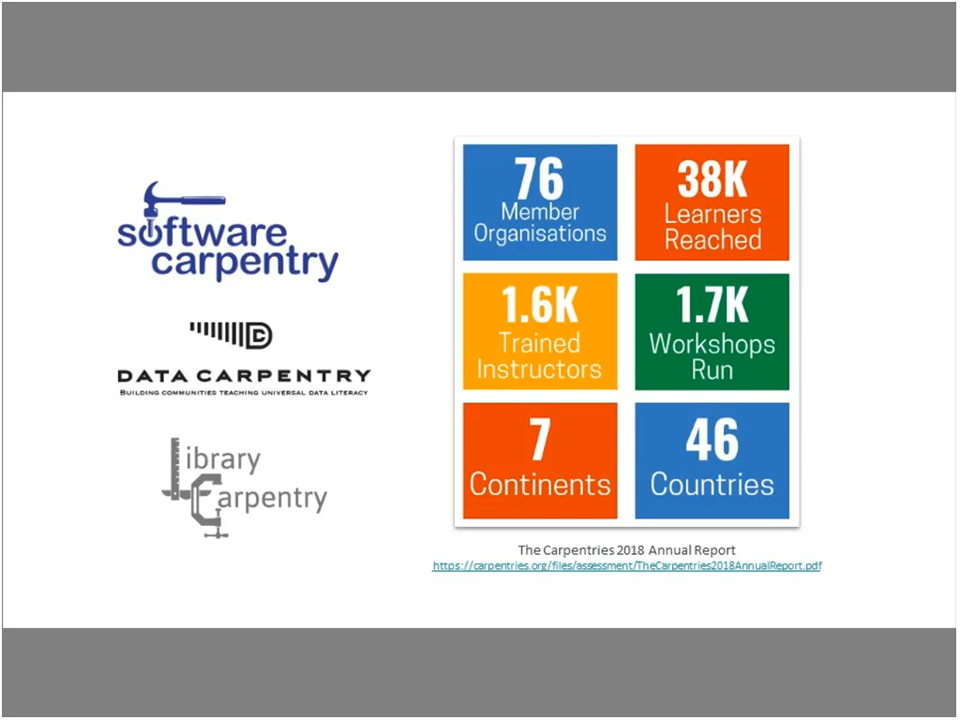 software
carpentry
DATA CARPENTRY
BUILDING COMMUNITIES TEACHING UNIVERSAL DATA LITERACY
Library
Carpentry
76
Member
Organisations
38K
Learners
Reached
1.6K
Trained
Instructors
1.7K
Workshops
Run
7
Continents
46
Countries
The Carpentries 2018 Annual Report
https://carpentries.org/files/assessment/TheCarpentries2018AnnualReport.pdf